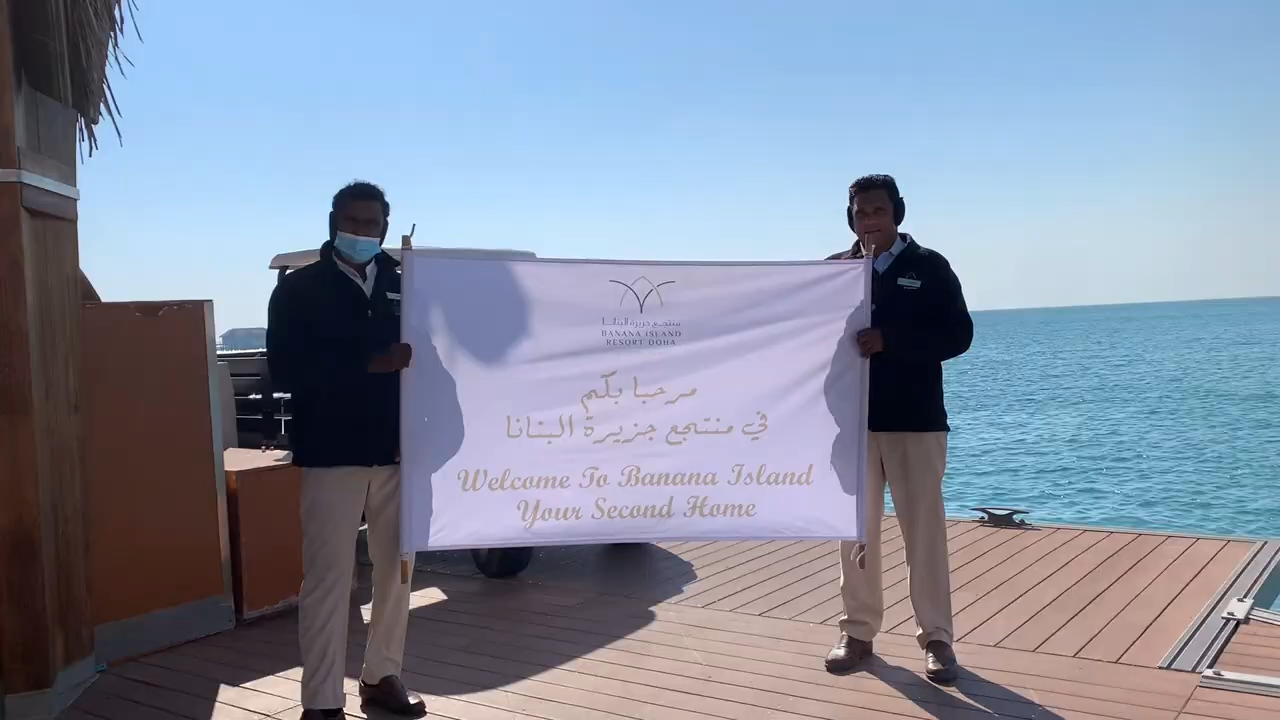 منتجع جزيرة البنانا
BANANA ISLAND
RESORT DOHA
مرحبا بكم
في منتجع جزيرة البنانا
Welcome To Banana Island
Your Second Home